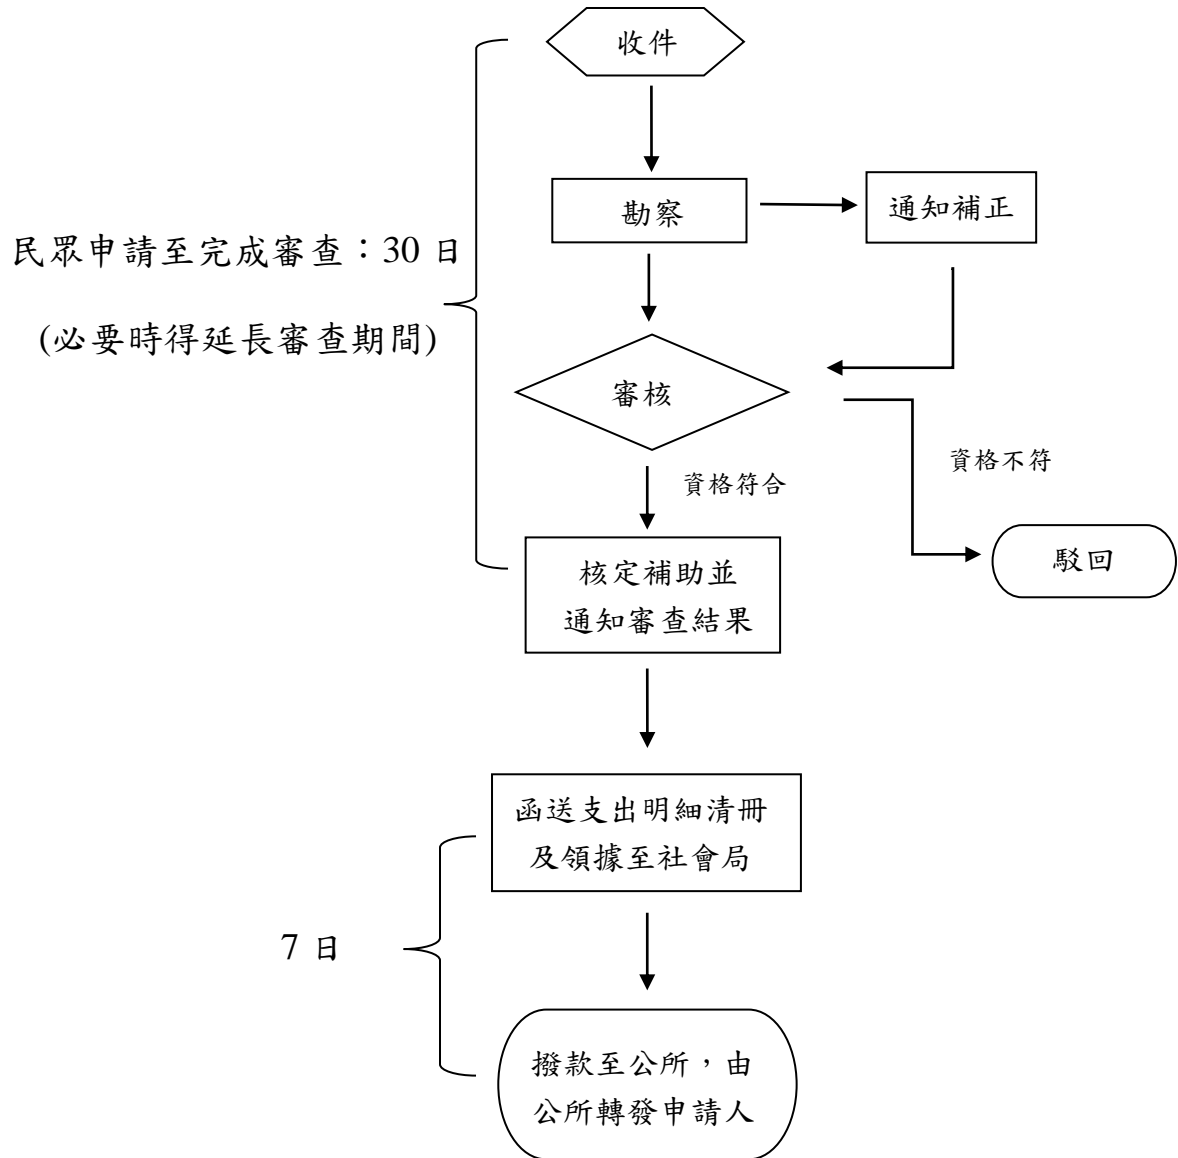 收件
勘察
通知補正
民眾申請至完成審查：30 日
(必要時得延長審查期間)
審核
資格符合
資格不符
核定補助並
通知審查結果
駁回
函送支出明細清冊
及領據至社會局
7 日
撥款至公所，由
公所轉發申請人